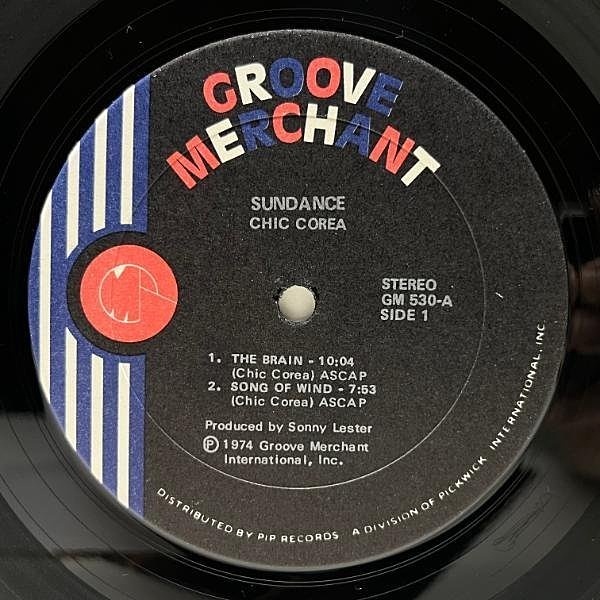 GROOVE
MERCHANT
SUNDANCE
CHIC COREA
STEREO
GM 530-A
SIDE 1
1. THE BRAIN - 10:04
(Chic Corea) ASCAP
2. SONG OF WIND - 7:53
(Chic Corea) ASCAP
Produced by Sonny Lester
Ⓟ 1974 Groove Merchant
International, Inc.
DISTRIBUTED BY PIP RECORDS A DIVISION OF PICKWICK INTERNATIONAL, INC.